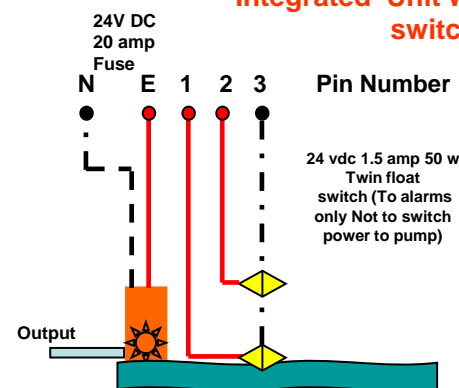 Integrated Unit
switc
24V DC
20 amp
Fuse
N E 1 2 3 Pin Number
24 vdc 1.5 amp 50 w
Twin float
switch (To alarms
only Not to switch
power to pump)
Output